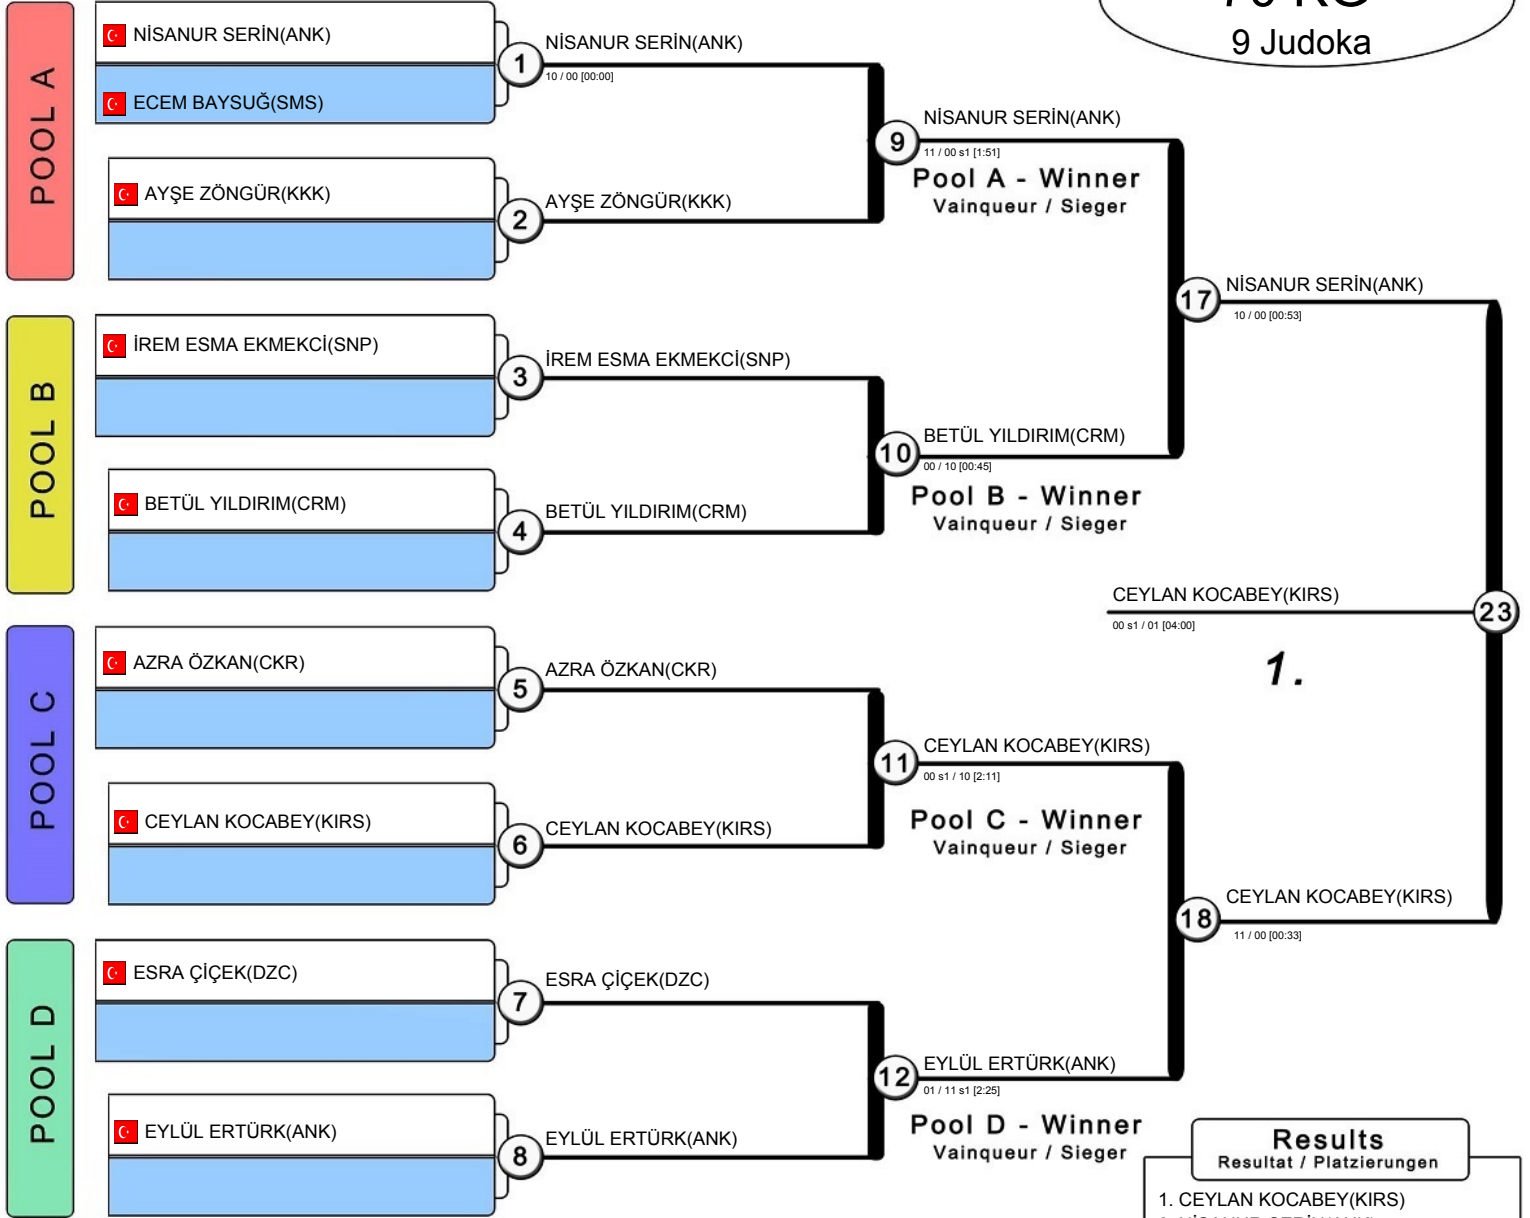 9 Judoka
POOL A
NİSANUR SERİN(ANK)
ECEM BAYSUĞ(SMS)
1
NİSANUR SERİN(ANK)
10 / 00 [00:00]
AYŞE ZÖNGÜR(KKK)
2
AYŞE ZÖNGÜR(KKK)
9
NİSANUR SERİN(ANK)
11 / 00 s1 [1:51]
Pool A - Winner
Vainqueur / Sieger
POOL B
İREM ESMA EKMEKCİ(SNP)
3
İREM ESMA EKMEKCİ(SNP)
BETÜL YILDIRIM(CRM)
4
BETÜL YILDIRIM(CRM)
10
BETÜL YILDIRIM(CRM)
00 / 10 [00:45]
Pool B - Winner
Vainqueur / Sieger
17
NİSANUR SERİN(ANK)
10 / 00 [00:53]
POOL C
AZRA ÖZKAN(CKR)
5
AZRA ÖZKAN(CKR)
CEYLAN KOCABEY(KIRS)
6
CEYLAN KOCABEY(KIRS)
11
CEYLAN KOCABEY(KIRS)
00 s1 / 10 [2:11]
Pool C - Winner
Vainqueur / Sieger
POOL D
ESRA ÇİÇEK(DZC)
7
ESRA ÇİÇEK(DZC)
EYLÜL ERTÜRK(ANK)
8
EYLÜL ERTÜRK(ANK)
12
EYLÜL ERTÜRK(ANK)
01 / 11 s1 [2:25]
Pool D - Winner
Vainqueur / Sieger
18
CEYLAN KOCABEY(KIRS)
11 / 00 [00:33]
CEYLAN KOCABEY(KIRS)
23
00 s1 / 01 [04:00]
1.
Results
Resultat / Platzierungen
1. CEYLAN KOCABEY(KIRS)